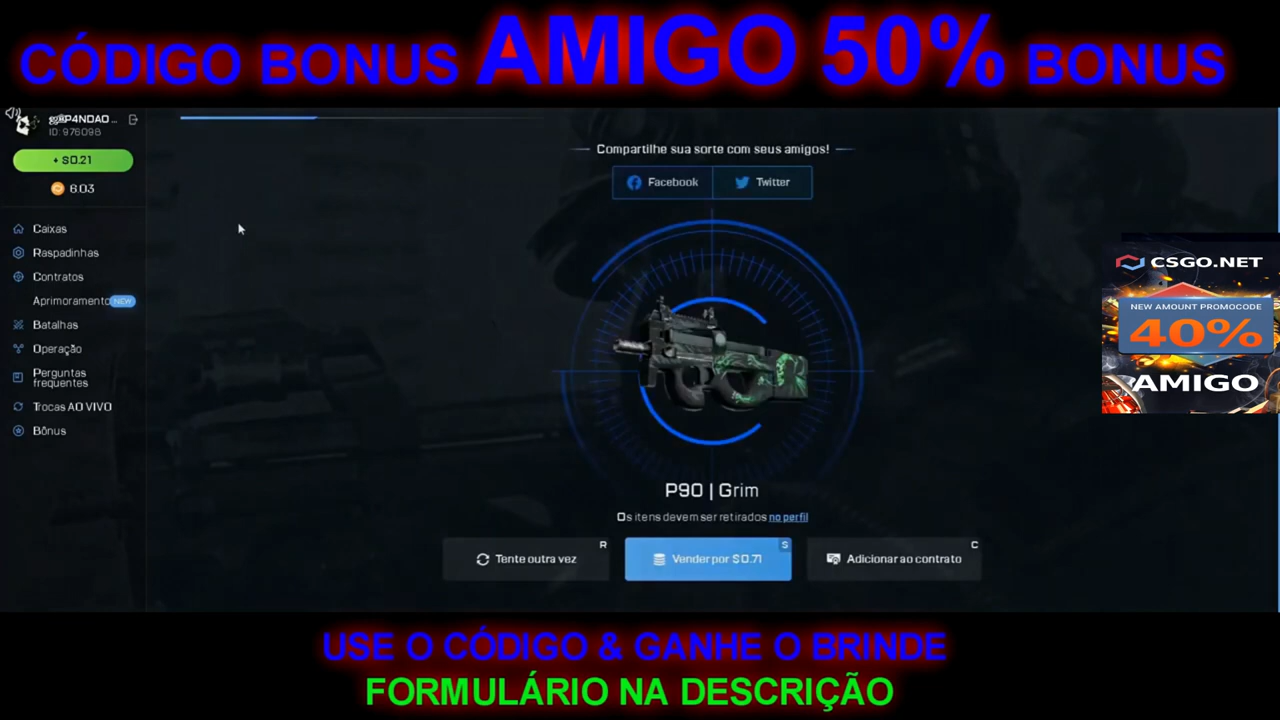 CÓDIGO BONUS AMIGO 50% BONUS
ID: 976098
+ $0.21
6.03
Caixas
Raspadinhas
Contratos
Aprimoramento NEW
Batalhas
Operação
Perguntas
frequentes
Trocas AO VIVO
Bônus
Compartilhe sua sorte com seus amigos!
Facebook
Twitter
P90 | Grim
Os itens devem ser retirados no perfil
Tente outra vez R
Vender por $0.71 S
Adicionar ao contrato C
CSGO.NET
NEW AMOUNT PROMOCODE
40%
AMIGO
USE O CÓDIGO & GANHE O BRINDE
FORMULÁRIO NA DESCRIÇÃO